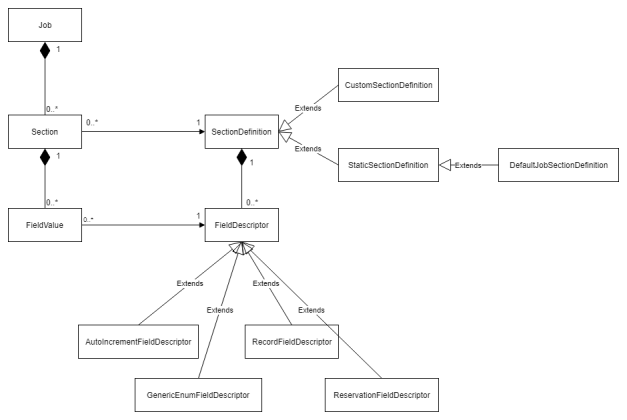 Job
1
0..*
Section
0..*
1
SectionDefinition
Extends
CustomSectionDefinition
Extends
StaticSectionDefinition
Extends
DefaultJobSectionDefinition
1
0..*
1
0..*
FieldValue
0..*
1
FieldDescriptor
Extends
Extends
Extends
Extends
AutoIncrementFieldDescriptor
RecordFieldDescriptor
GenericEnumFieldDescriptor
ReservationFieldDescriptor